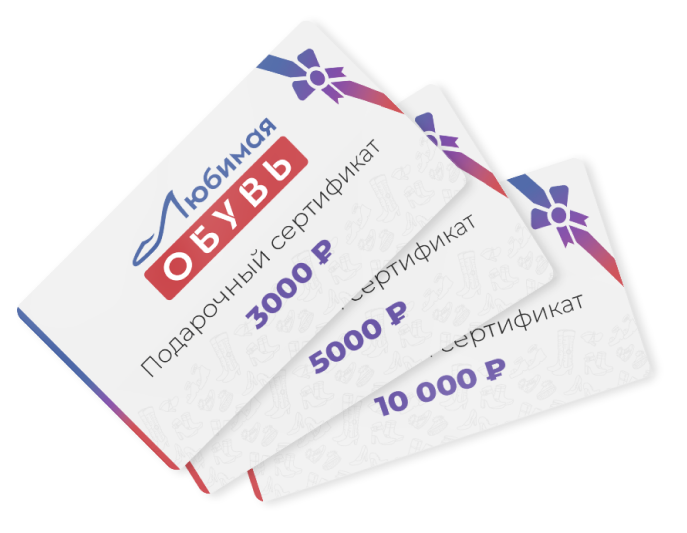 Любимая
ОБУВЬ
Подарочный сертификат
3000 ₽
сертификат
5000 ₽
сертификат
10 000 ₽